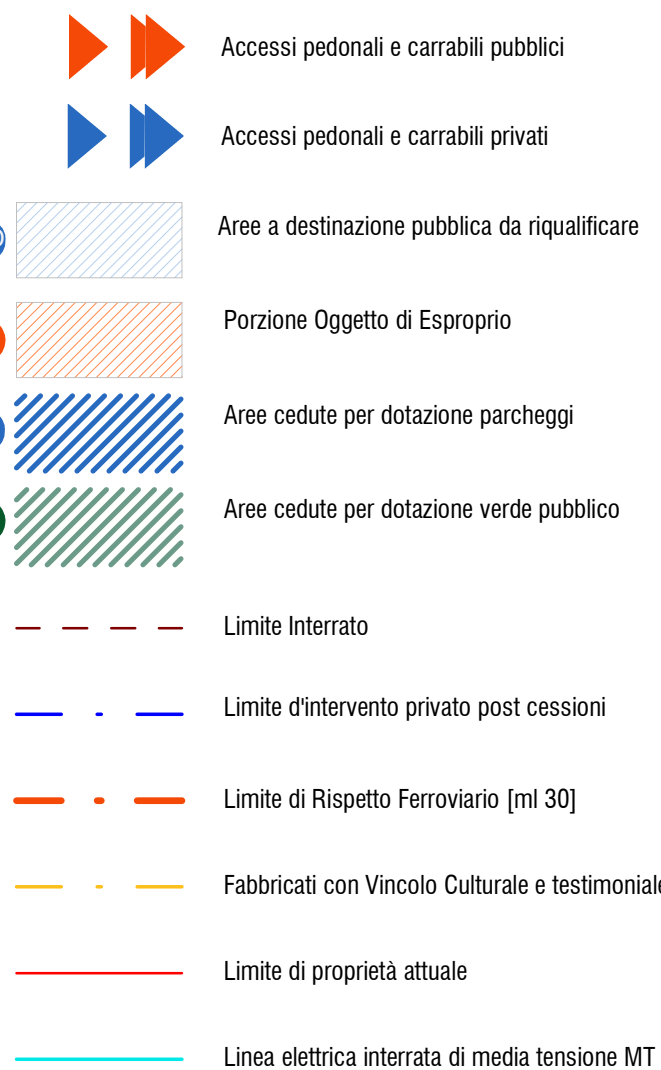 Accessi pedonali e carrabili pubblici
Accessi pedonali e carrabili privati
Aree a destinazione pubblica da riqualificare
Porzione Oggetto di Esproprio
Aree cedute per dotazione parcheggi
Aree cedute per dotazione verde pubblico
Limite Interrato
Limite d'intervento privato post cessioni
Limite di Rispetto Ferroviario [ml 30]
Fabbricati con Vincolo Culturale e testimoniale
Limite di proprietà attuale
Linea elettrica interrata di media tensione MT